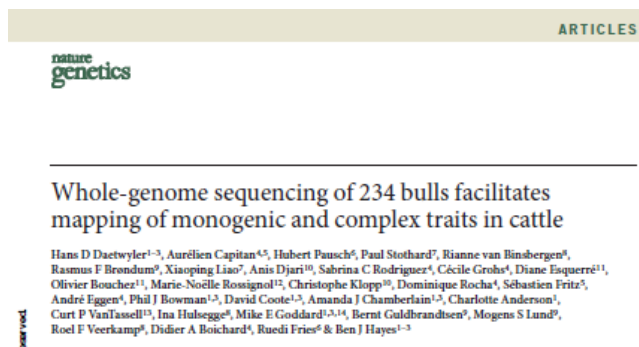 ARTICLES
nature
genetics
Whole-genome sequencing of 234 bulls facilitates
mapping of monogenic and complex traits in cattle
Hans D Daetwyler¹⁻³, Aurélien Capitan⁴,⁵, Hubert Pausch⁶, Paul Stothard⁷, Rianne van Binsbergen⁸,
Rasmus F Brøndum⁹, Xiaoping Liao⁷, Anis Djari¹⁰, Sabrina C Rodriguez⁴, Cécile Grohs⁴, Diane Esquerré¹¹,
Olivier Bouchez¹¹, Marie-Noëlle Rossignol¹², Christophe Klopp¹⁰, Dominique Rocha⁴, Sébastien Fritz⁵,
André Eggen⁴, Phil J Bowman¹,³, David Coote¹,³, Amanda J Chamberlain¹,³, Charlotte Anderson¹,
Curt P VanTassell¹³, Ina Hulsegge⁸, Mike E Goddard¹,³,¹⁴, Bernt Guldbrandtsen⁹, Mogens S Lund⁹,
Roel F Veerkamp⁸, Didier A Boichard⁴, Ruedi Fries⁶ & Ben J Hayes¹⁻³